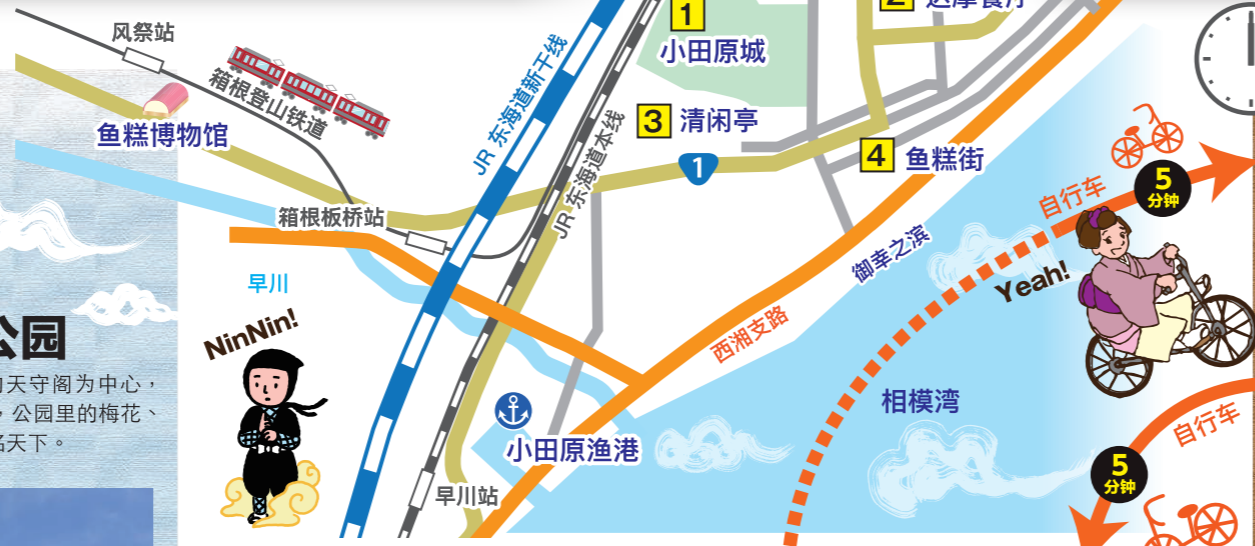 1
小田原城
2
风祭站
箱根登山铁道
鱼糕博物馆
JR 东海道新干线
JR 东海道本线
3 清闲亭
1
4 鱼糕街
自行车
5
分钟
箱根板桥站
早川
御幸之滨
Yeah!
NinNin!
西湘支路
公园
天守阁为中心，
，公园里的梅花、
名天下。
相模湾
自行车
小田原渔港
5
分钟
早川站